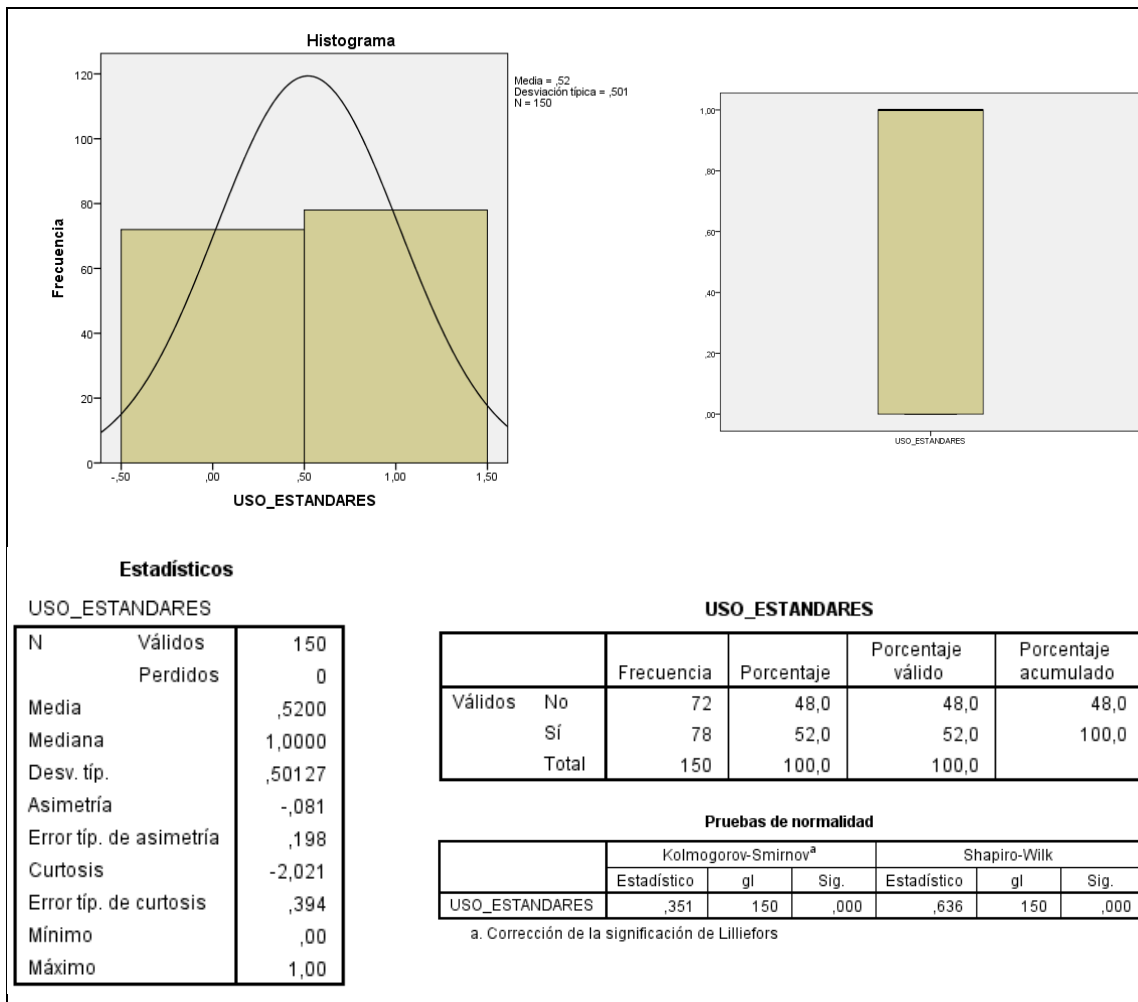 Histograma
Media = ,52
Desviación típica = ,501
N = 150
120
100
80
60
40
20
0
Frecuencia
-,50 ,00 ,50 1,00 1,50
USO_ESTANDARES
1,00
,80
,60
,40
,20
,00
USO_ESTANDARES
Estadísticos
USO_ESTANDARES
N Válidos 150
Perdidos 0
Media ,5200
Mediana 1,0000
Desv. típ. ,50127
Asimetría -,081
Error típ. de asimetría ,198
Curtosis -2,021
Error típ. de curtosis ,394
Mínimo ,00
Máximo 1,00
USO_ESTANDARES
Frecuencia Porcentaje Porcentaje válido Porcentaje acumulado
Válidos No 72 48,0 48,0 48,0
Sí 78 52,0 52,0 100,0
Total 150 100,0 100,0
Pruebas de normalidad
Kolmogorov-Smirnovª Shapiro-Wilk
Estadístico gl Sig. Estadístico gl Sig.
USO_ESTANDARES ,351 150 ,000 ,636 150 ,000
a. Corrección de la significación de Lilliefors